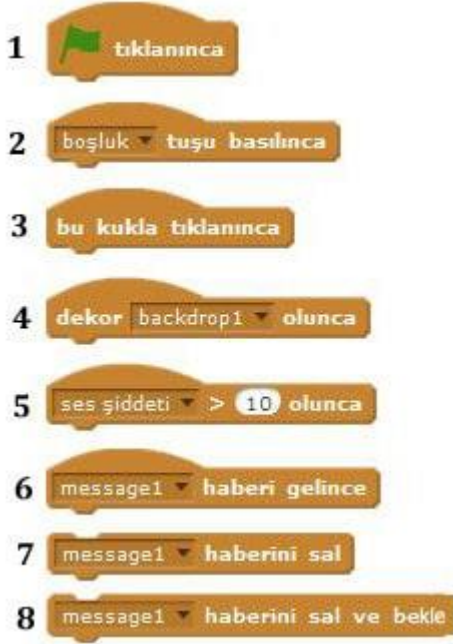 1 tıklanınca
2 boşluk tuşu basılınca
3 bu kukla tıklanınca
4 dekor backdrop1 olunca
5 ses şiddeti > 10 olunca
6 message1 haberi gelince
7 message1 haberini sal
8 message1 haberini sal ve bekle